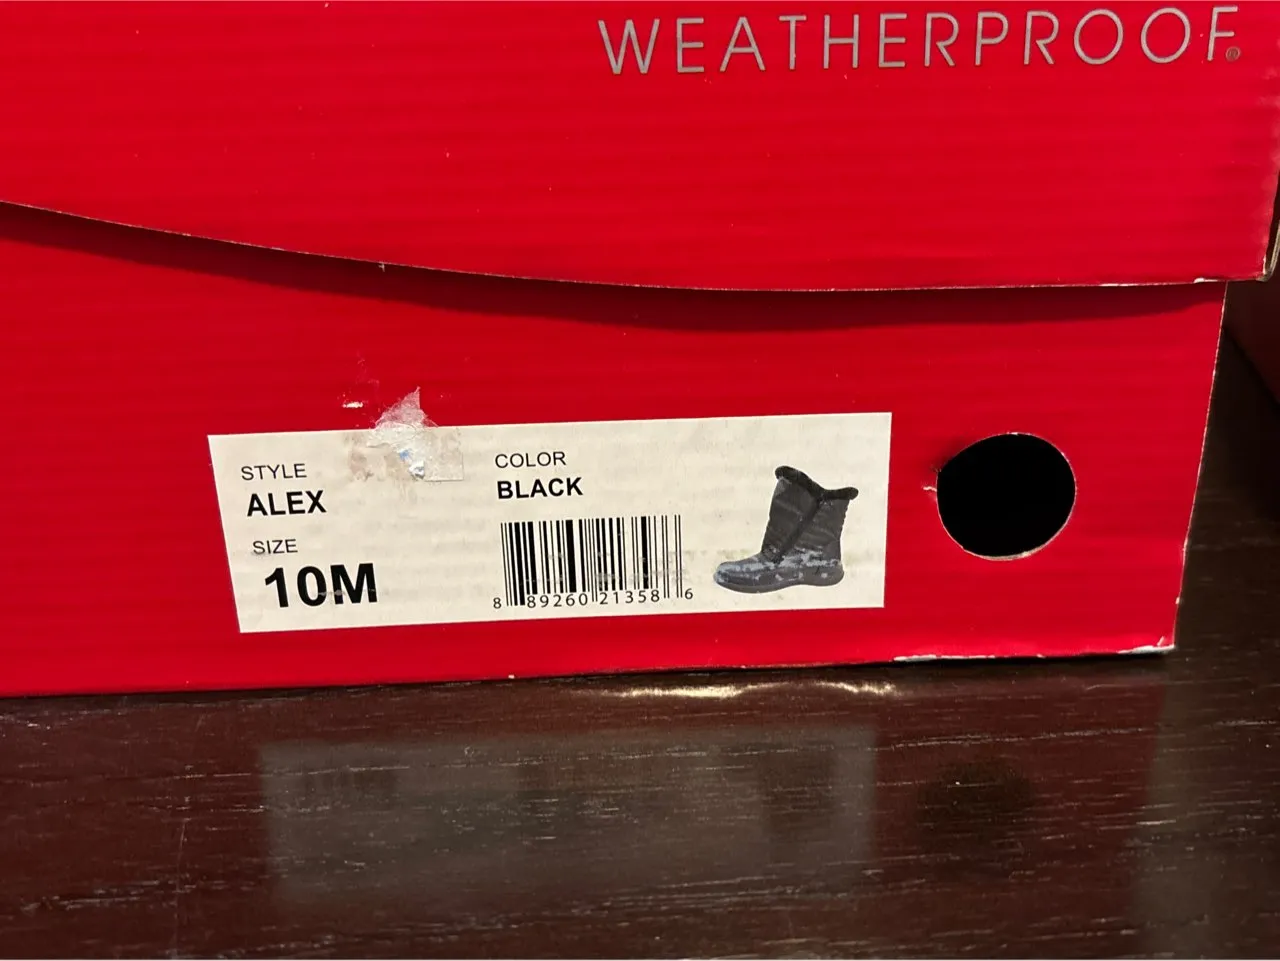 WEATHERPROOF®
STYLE
ALEX
COLOR
BLACK
SIZE
10M
8 89260 21358 6